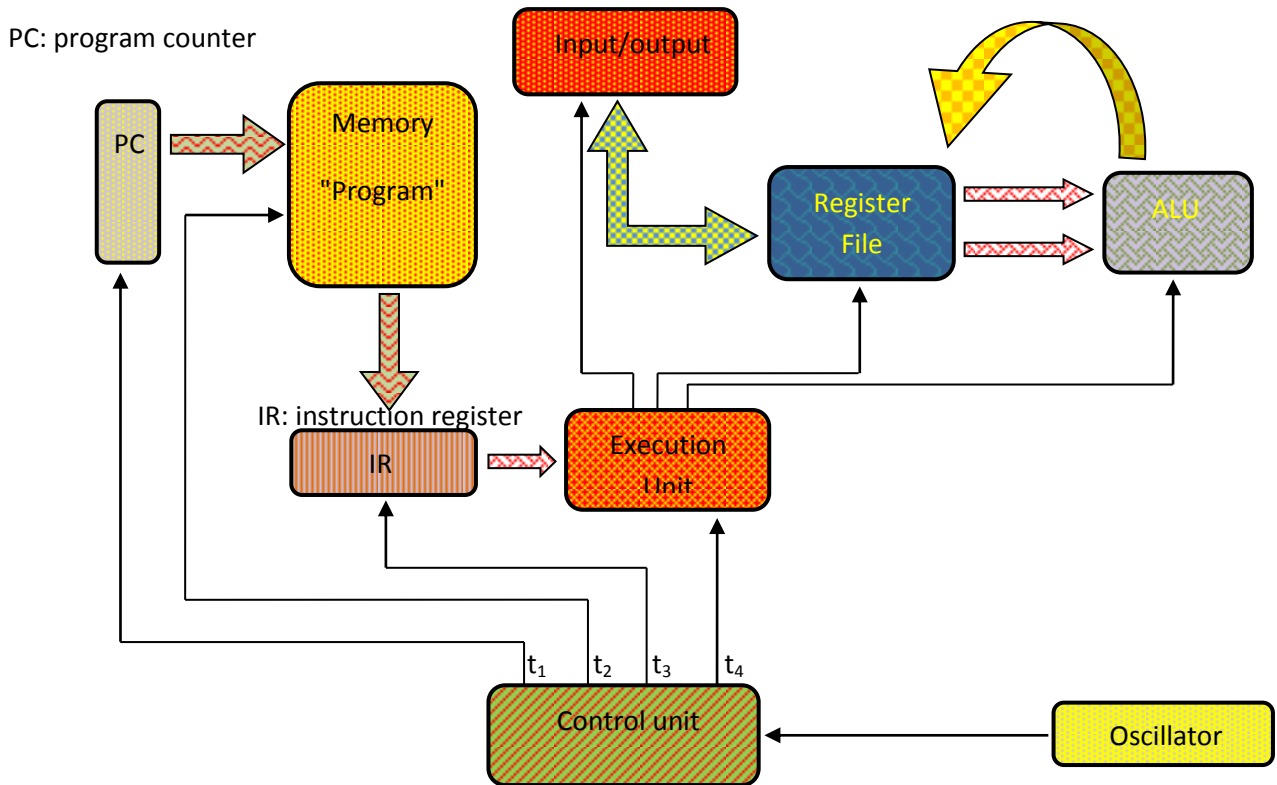 PC: program counter
Input/output
PC
Memory
"Program"
Register
File
ALU
IR: instruction register
IR
Execution
Unit
t₁ t₂ t₃ t₄
Control unit
Oscillator